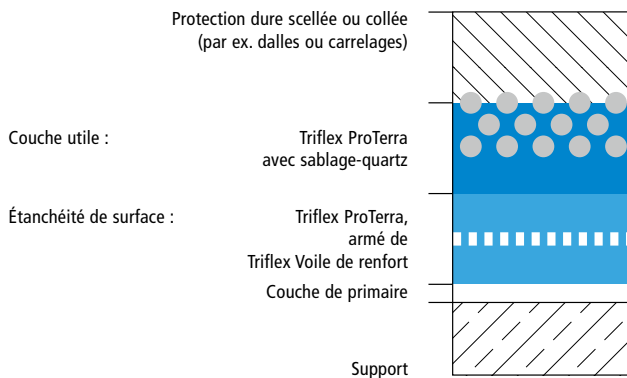 Protection dure scellée ou collée
(par ex. dalles ou carrelages)
Couche utile :
Triflex ProTerra
avec sablage-quartz
Étanchéité de surface :
Triflex ProTerra,
armé de
Triflex Voile de renfort
Couche de primaire
Support